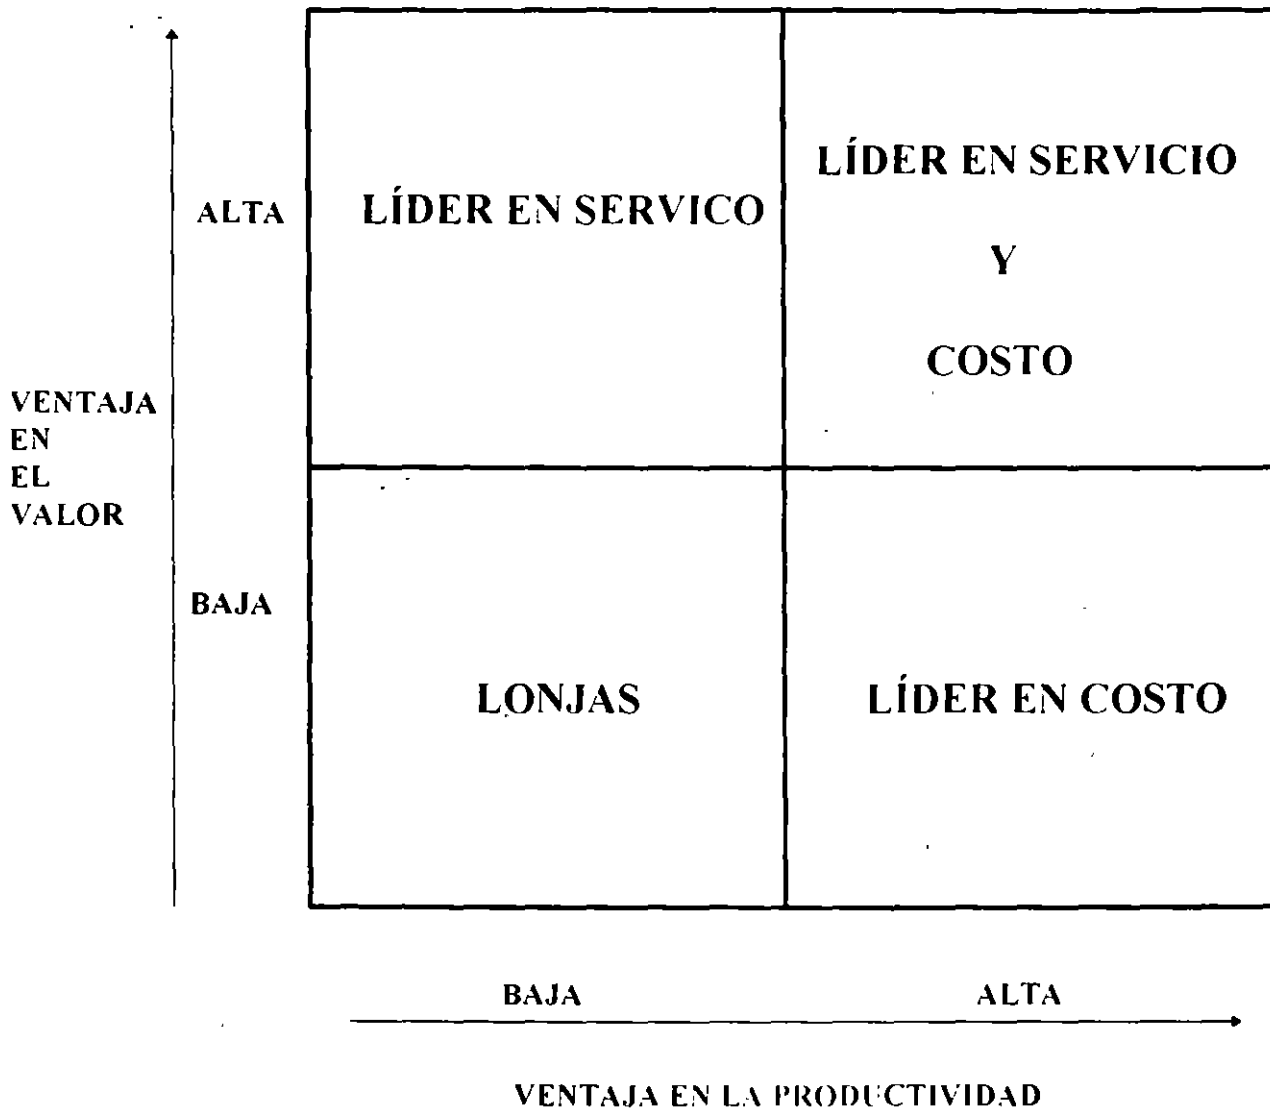 LÍDER EN SERVICIO
ALTA
LÍDER EN SERVICO
Y
COSTO
VENTAJA
EN
EL
VALOR
BAJA
LONJAS
LÍDER EN COSTO
BAJA
ALTA
VENTAJA EN LA PRODUCTIVIDAD